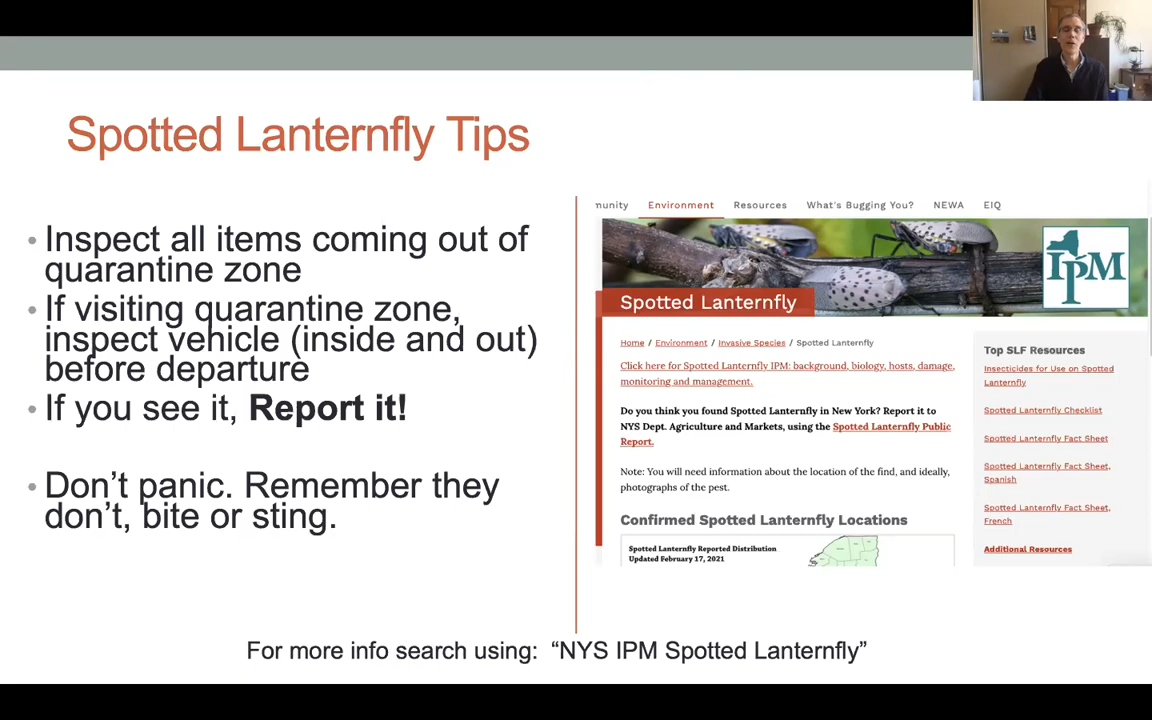 Spotted Lanternfly Tips
• Inspect all items coming out of
quarantine zone
• If visiting quarantine zone,
inspect vehicle (inside and out)
before departure
• If you see it, Report it!
• Don’t panic. Remember they
don’t, bite or sting.
munity Environment Resources What's Bugging You? NEWA EIQ
IPM
Spotted Lanternfly
Home / Environment / Invasive Species / Spotted Lanternfly
Click here for Spotted Lanternfly IPM: background, biology, hosts, damage,
monitoring and management.
Do you think you found Spotted Lanternfly in New York? Report it to
NYS Dept. Agriculture and Markets, using the Spotted Lanternfly Public
Report.
Note: You will need information about the location of the find, and ideally,
photographs of the pest.
Confirmed Spotted Lanternfly Locations
Spotted Lanternfly Reported Distribution
Updated February 17, 2021
Top SLF Resources
Insecticides for Use on Spotted
Lanternfly
Spotted Lanternfly Checklist
Spotted Lanternfly Fact Sheet
Spotted Lanternfly Fact Sheet,
Spanish
Spotted Lanternfly Fact Sheet,
French
Additional Resources
For more info search using: “NYS IPM Spotted Lanternfly”